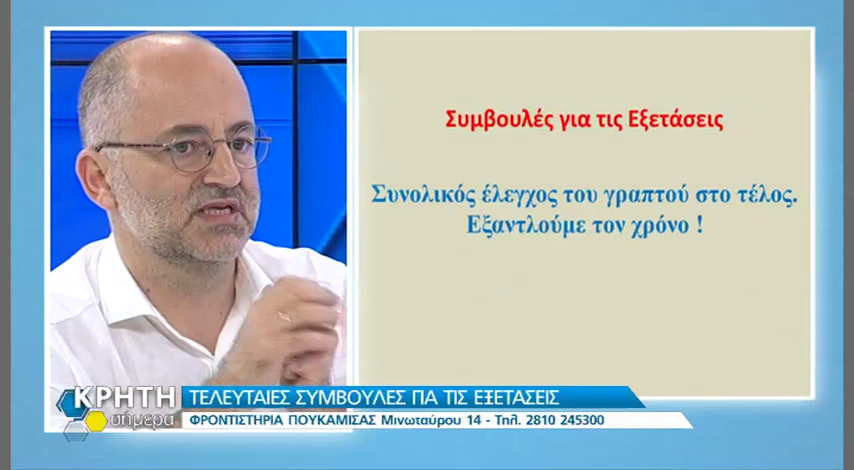 Συμβουλές για τις Εξετάσεις
Συνολικός έλεγχος του γραπτού στο τέλος.
Εξαντλούμε τον χρόνο !
ΚΡΗΤΗ
σήμερα
ΤΕΛΕΥΤΑΙΕΣ ΣΥΜΒΟΥΛΕΣ ΓΙΑ ΤΙΣ ΕΞΕΤΑΣΕΙΣ
ΦΡΟΝΤΙΣΤΗΡΙΑ ΠΟΥΚΑΜΙΣΑΣ Μινωταύρου 14 - Τηλ. 2810 245300